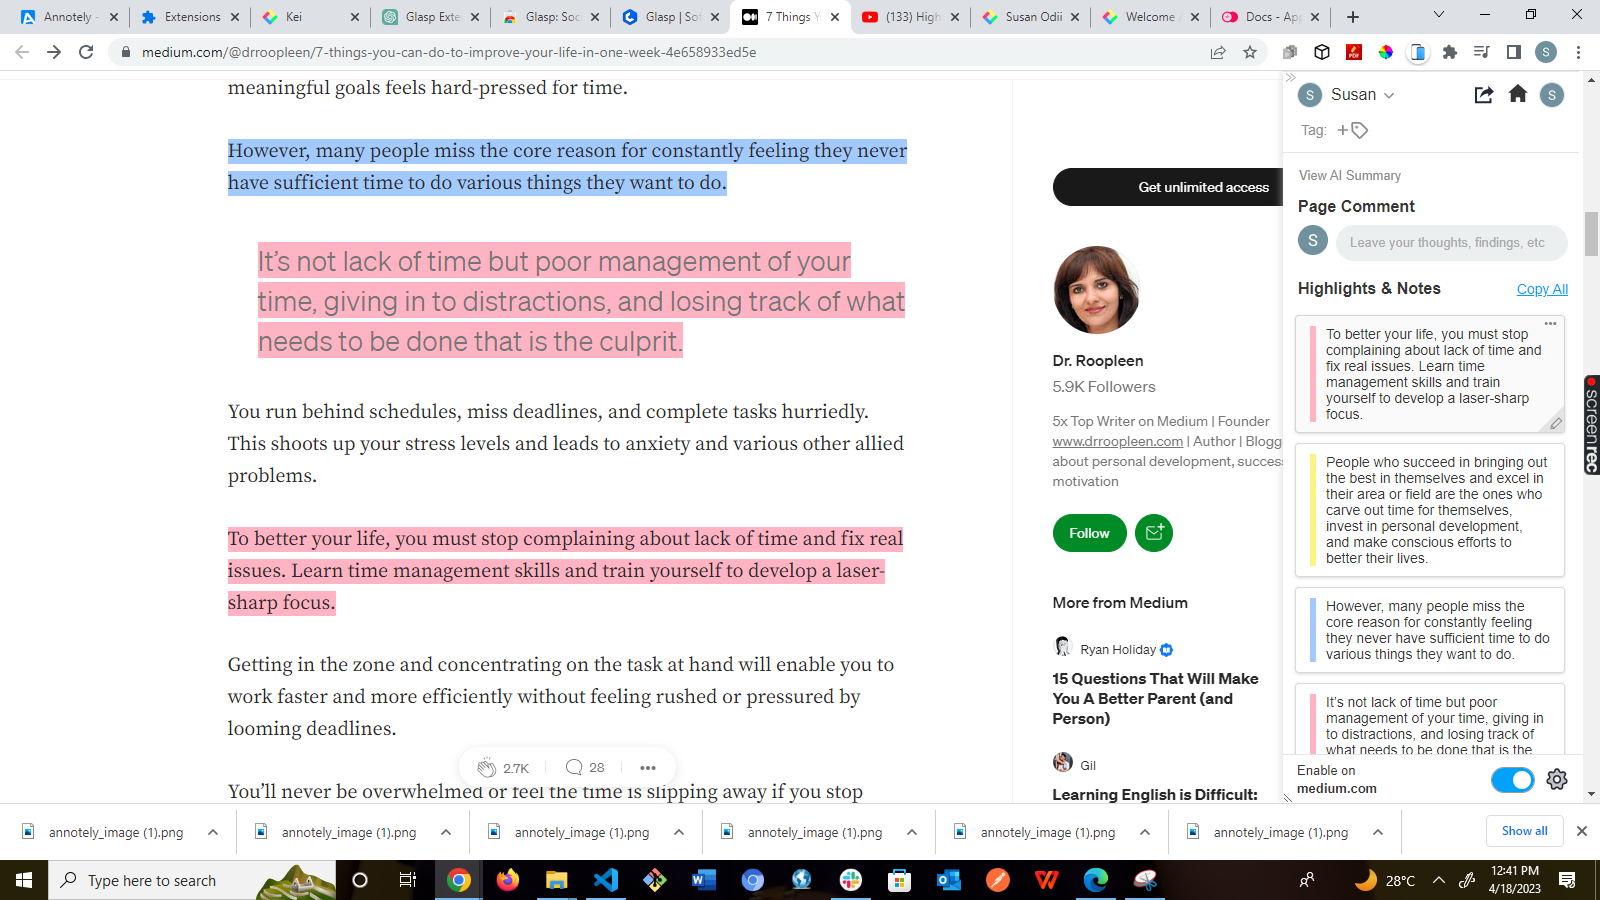 Annotely -
Extensions
Kei
Glasp Exte
Glasp: Soc
Glasp | Sof
7 Things Y
(133) High
Susan Odii
Welcome
Docs - Ap
medium.com/@drroopleen/7-things-you-can-do-to-improve-your-life-in-one-week-4e658933ed5e
PDF
S
meaningful goals feels hard-pressed for time.
However, many people miss the core reason for constantly feeling they never
have sufficient time to do various things they want to do.
It's not lack of time but poor management of your
time, giving in to distractions, and losing track of what
needs to be done that is the culprit.
You run behind schedules, miss deadlines, and complete tasks hurriedly.
This shoots up your stress levels and leads to anxiety and various other allied
problems.
To better your life, you must stop complaining about lack of time and fix real
issues. Learn time management skills and train yourself to develop a laser-
sharp focus.
Getting in the zone and concentrating on the task at hand will enable you to
work faster and more efficiently without feeling rushed or pressured by
looming deadlines.
2.7K
28
You'll never be overwhelmed or feel the time is slipping away if you stop
Get unlimited access
Dr. Roopleen
5.9K Followers
5x Top Writer on Medium | Founder
www.drroopleen.com | Author | Blogg
about personal development, succes
motivation
Follow
More from Medium
Ryan Holiday
15 Questions That Will Make
You A Better Parent (and
Person)
Gil
Learning English is Difficult:
S Susan
S
Tag: +
View AI Summary
Page Comment
S
Leave your thoughts, findings, etc
Highlights & Notes
Copy All
To better your life, you must stop
complaining about lack of time and
fix real issues. Learn time
management skills and train
yourself to develop a laser-sharp
focus.
People who succeed in bringing out
the best in themselves and excel in
their area or field are the ones who
carve out time for themselves,
invest in personal development,
and make conscious efforts to
better their lives.
However, many people miss the
core reason for constantly feeling
they never have sufficient time to do
various things they want to do.
It's not lack of time but poor
management of your time, giving in
to distractions, and losing track of
what needs to be done that is the
Enable on
medium.com
screenrec
annotely_image (1).png
annotely_image (1).png
annotely_image (1).png
annotely_image (1).png
annotely_image (1).png
annotely_image (1).png
Show all
Type here to search
28°C
12:41 PM
4/18/2023